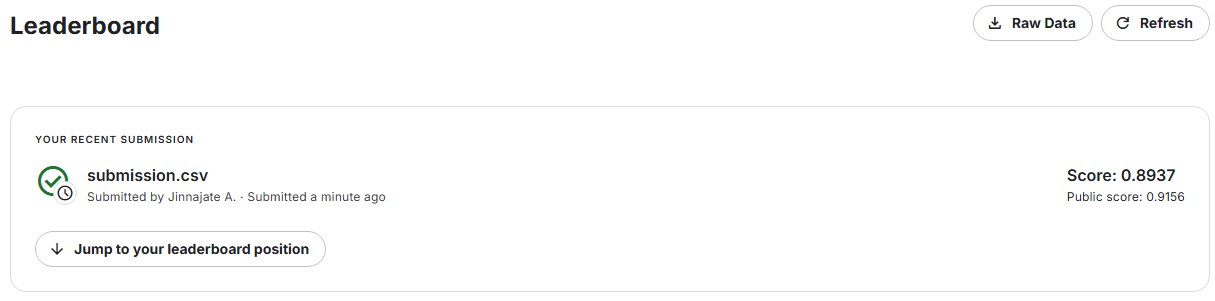 Leaderboard
Raw Data
Refresh
YOUR RECENT SUBMISSION
submission.csv
Score: 0.8937
Submitted by Jinnajate A. · Submitted a minute ago
Public score: 0.9156
Jump to your leaderboard position